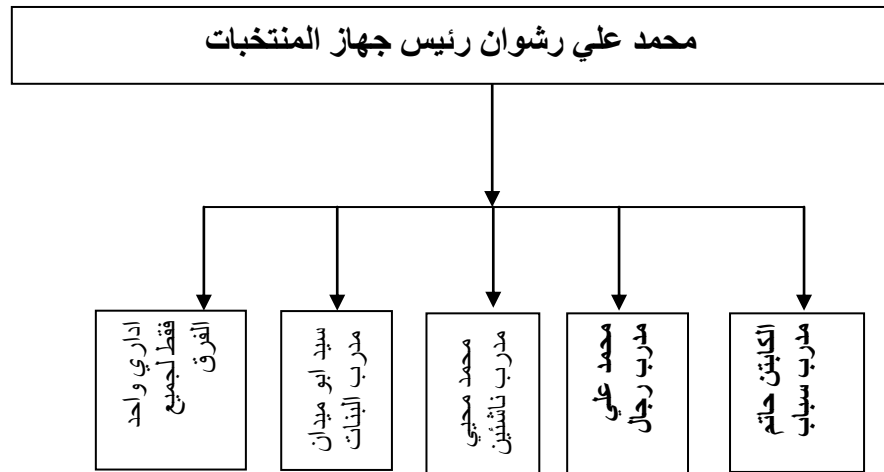 محمد علي رشوان رئيس جهاز المنتخبات
الكابتن حاتم
مدرب سباب
محمد علي
مدرب رجال
محمد محيي
مدرب ناشئين
سيد ابو ميدان
مدرب البنات
اداري واحد
فقط لجميع
الفرق